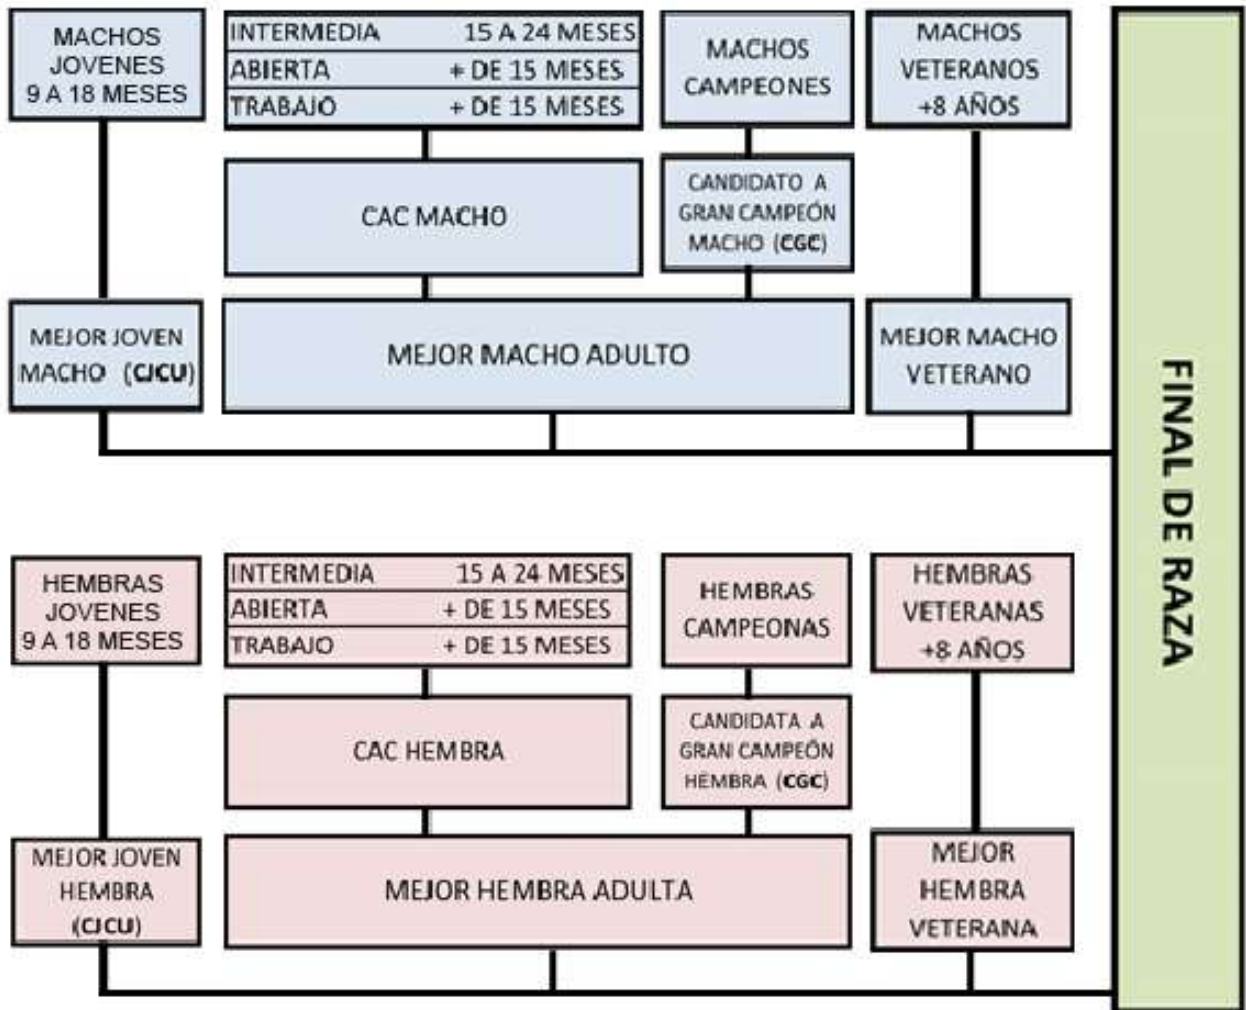 MACHOS
JOVENES
9 A 18 MESES
INTERMEDIA 15 A 24 MESES
ABIERTA + DE 15 MESES
TRABAJO + DE 15 MESES
MACHOS
CAMPEONES
MACHOS
VETERANOS
+8 AÑOS
CAC MACHO
CANDIDATO A
GRAN CAMPEÓN
MACHO (CGC)
MEJOR JOVEN
MACHO (CJCU)
MEJOR MACHO ADULTO
MEJOR MACHO
VETERANO
FINAL DE RAZA
HEMBRAS
JOVENES
9 A 18 MESES
INTERMEDIA 15 A 24 MESES
ABIERTA + DE 15 MESES
TRABAJO + DE 15 MESES
HEMBRAS
CAMPEONAS
HEMBRAS
VETERANAS
+8 AÑOS
CAC HEMBRA
CANDIDATA A
GRAN CAMPEÓN
HEMBRA (CGC)
MEJOR JOVEN
HEMBRA
(CJCU)
MEJOR HEMBRA ADULTA
MEJOR
HEMBRA
VETERANA